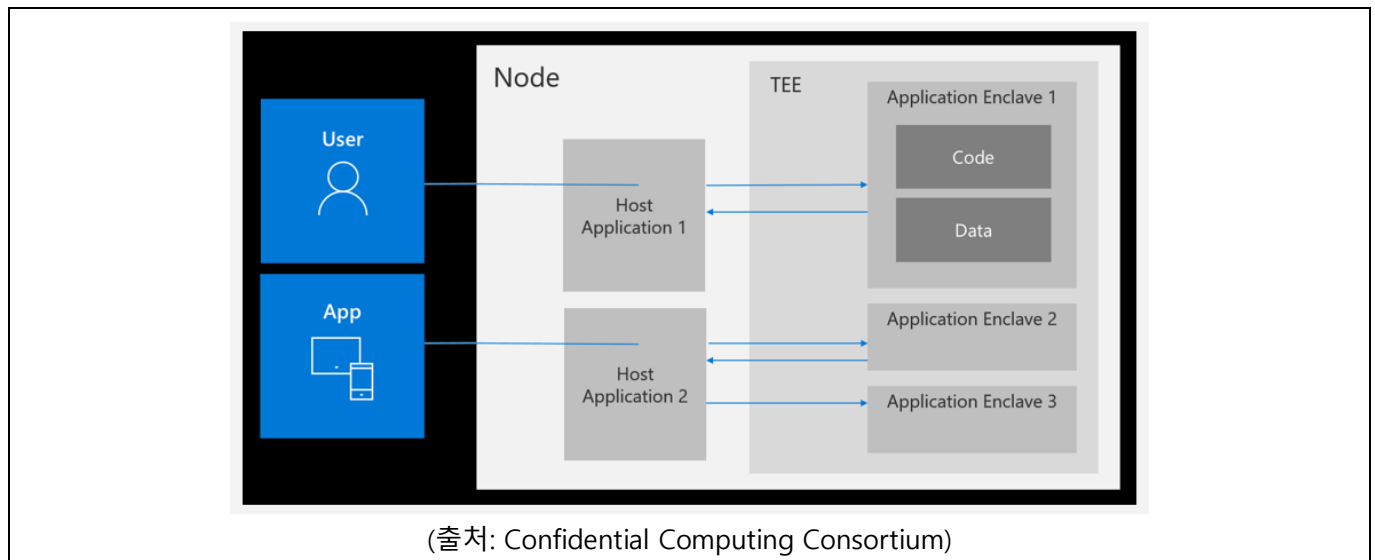 Node
TEE
Application Enclave 1
Code
Data
User
Host
Application 1
App
Host
Application 2
Application Enclave 2
Application Enclave 3
(출처: Confidential Computing Consortium)